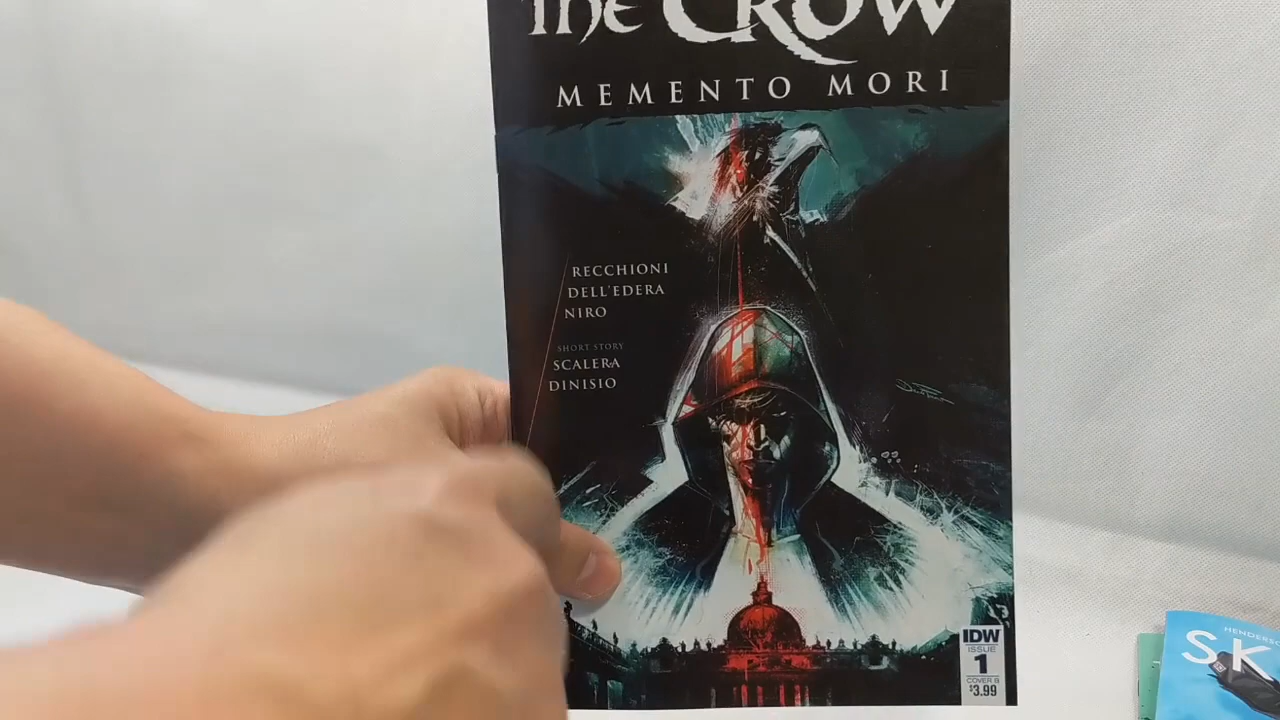 The CROW
MEMENTO MORI
RECCHIONI
DELL'EDERA
NIRO
SHORT STORY
SCALERA
DINISIO
IDW
ISSUE
1
COVER B
$3.99
HENDERS
SK